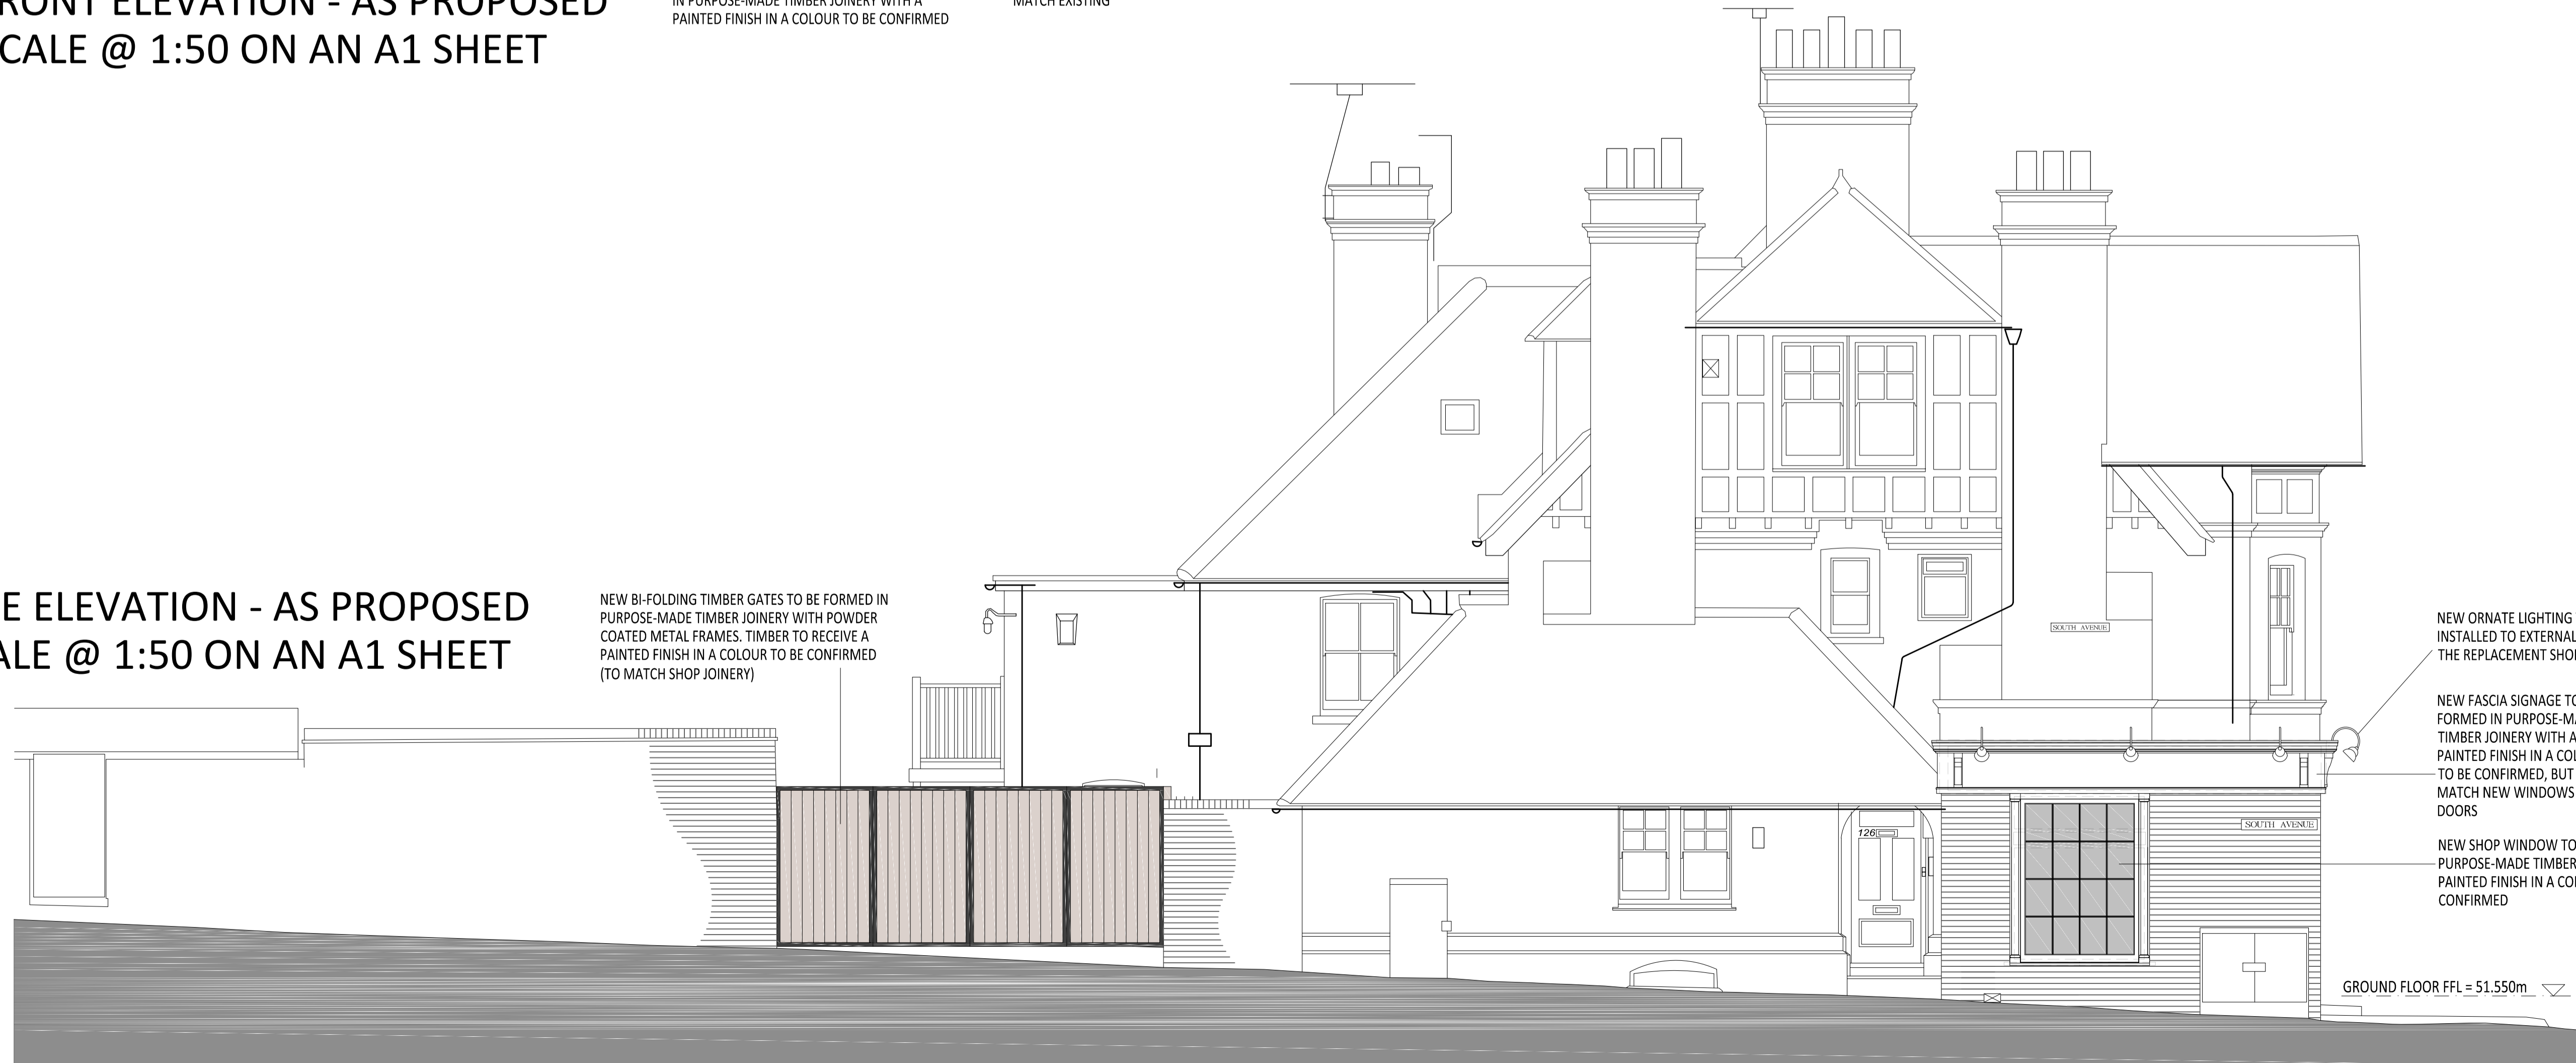 RONT ELEVATION - AS PROPOSED
CALE @ 1:50 ON AN A1 SHEET
IN PURPOSE-MADE TIMBER JOINERY WITH A
PAINTED FINISH IN A COLOUR TO BE CONFIRMED
MATCH EXISTING
E ELEVATION - AS PROPOSED
ALE @ 1:50 ON AN A1 SHEET
NEW BI-FOLDING TIMBER GATES TO BE FORMED IN
PURPOSE-MADE TIMBER JOINERY WITH POWDER
COATED METAL FRAMES. TIMBER TO RECEIVE A
PAINTED FINISH IN A COLOUR TO BE CONFIRMED
(TO MATCH SHOP JOINERY)
SOUTH AVENUE
126
SOUTH AVENUE
NEW ORNATE LIGHTING
INSTALLED TO EXTERNAL
THE REPLACEMENT SHO
NEW FASCIA SIGNAGE TO
FORMED IN PURPOSE-MA
TIMBER JOINERY WITH A
PAINTED FINISH IN A COL
TO BE CONFIRMED, BUT
MATCH NEW WINDOWS
DOORS
NEW SHOP WINDOW TO
PURPOSE-MADE TIMBER
PAINTED FINISH IN A CO
CONFIRMED
GROUND FLOOR FFL = 51.550m